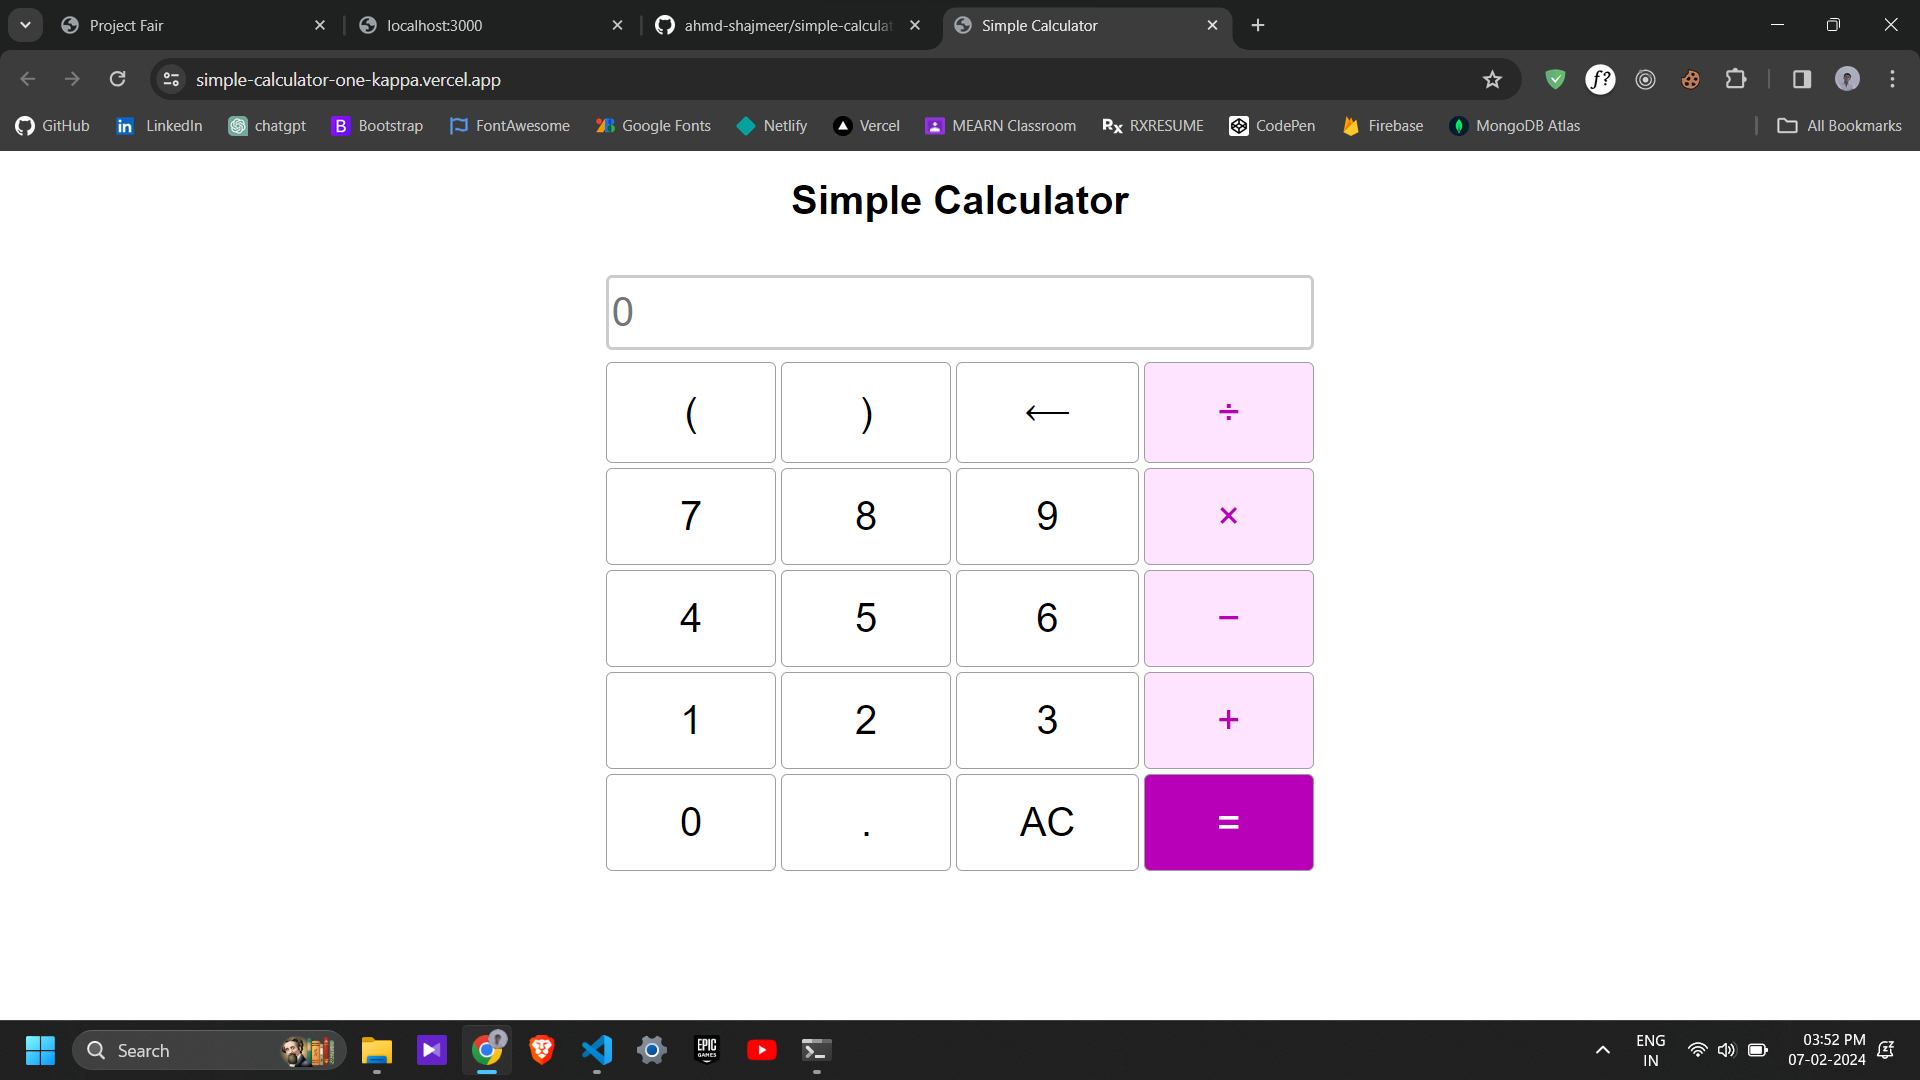 Project Fair
localhost:3000
ahmd-shajmeer/simple-calculat
Simple Calculator
simple-calculator-one-kappa.vercel.app
f?
GitHub
in LinkedIn
chatgpt
B Bootstrap
FontAwesome
Google Fonts
Netlify
Vercel
MEARN Classroom
Rx RXRESUME
CodePen
Firebase
MongoDB Atlas
All Bookmarks
Simple Calculator
0
( ) ← ÷
7 8 9 ×
4 5 6 −
1 2 3 +
0 . AC =
Search
EPIC
GAMES
ENG
IN
03:52 PM
07-02-2024